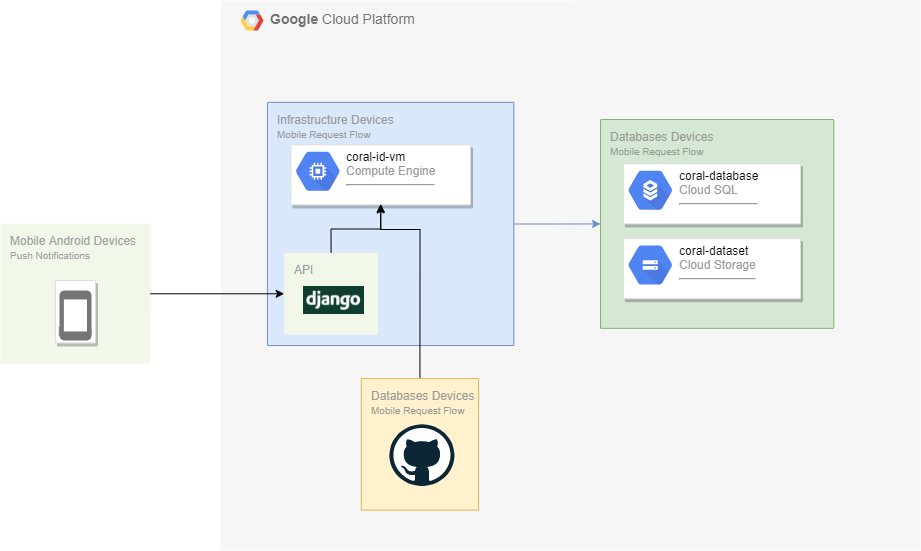 Google Cloud Platform
Infrastructure Devices
Mobile Request Flow
coral-id-vm
Compute Engine
Databases Devices
Mobile Request Flow
coral-database
Cloud SQL
coral-dataset
Cloud Storage
Mobile Android Devices
Push Notifications
API
django
Databases Devices
Mobile Request Flow